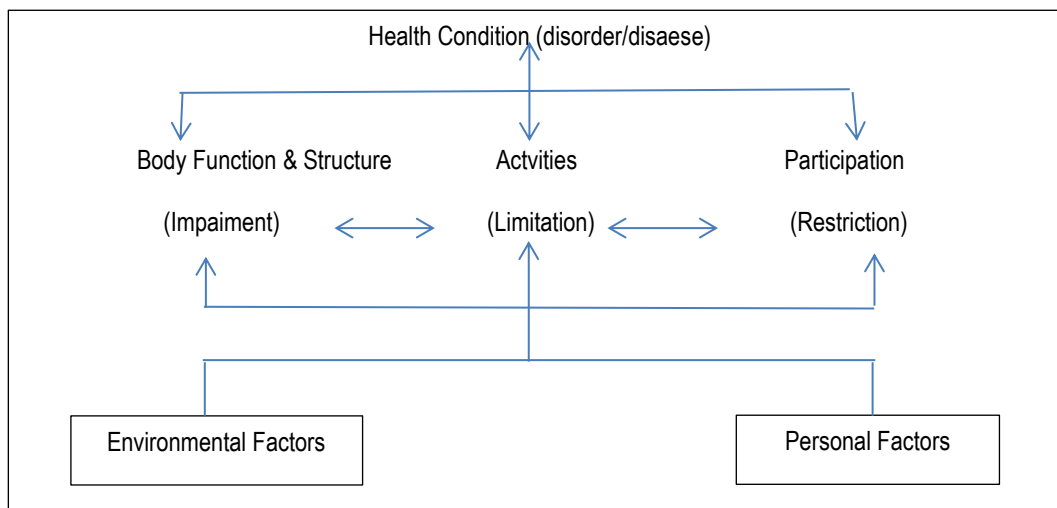 Health Condition (disorder/disaese)
Body Function & Structure Actvities Participation
(Impaiment) (Limitation) (Restriction)
Environmental Factors Personal Factors